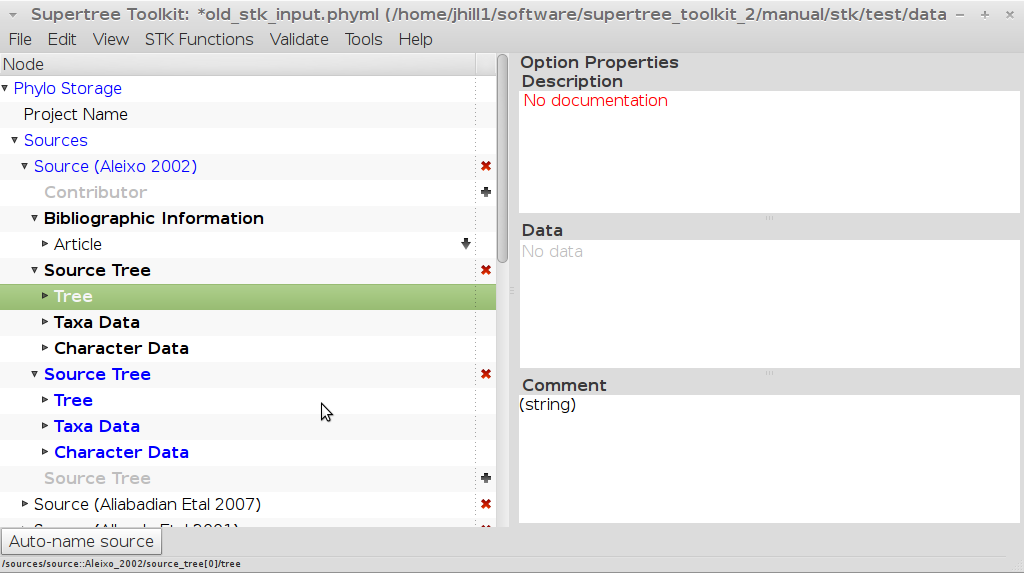 Supertree Toolkit: *old_stk_input.phyml (/home/jhill1/software/supertree_toolkit_2/manual/stk/test/data
File Edit View STK Functions Validate Tools Help
Node
Phylo Storage
Project Name
Sources
Source (Aleixo 2002)
Contributor
Bibliographic Information
Article
Source Tree
Tree
Taxa Data
Character Data
Source Tree
Tree
Taxa Data
Character Data
Source Tree
Source (Aliabadian Etal 2007)
Auto-name source
/sources/source::Aleixo_2002/source_tree[0]/tree
Option Properties
Description
No documentation
Data
No data
Comment
(string)